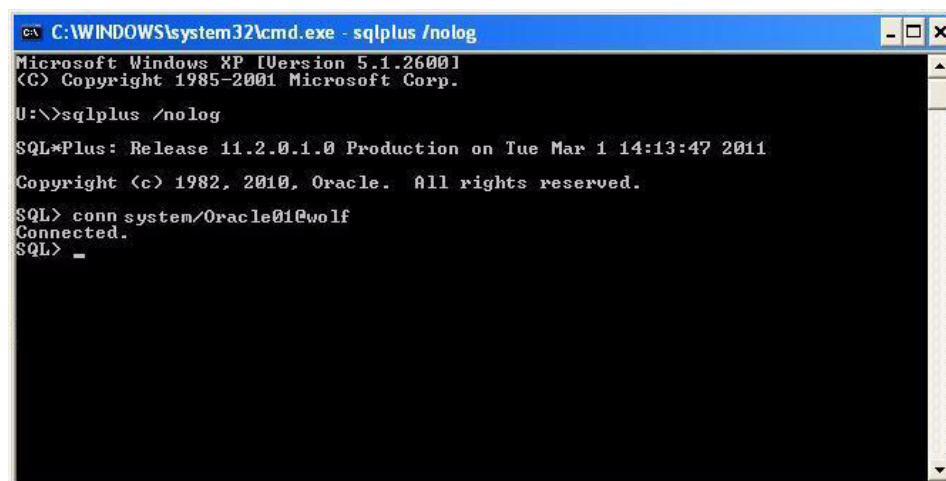 C:\WINDOWS\system32\cmd.exe - sqlplus /nolog
Microsoft Windows XP [Version 5.1.2600]
(C) Copyright 1985-2001 Microsoft Corp.
U:\>sqlplus /nolog
SQL*Plus: Release 11.2.0.1.0 Production on Tue Mar 1 14:13:47 2011
Copyright (c) 1982, 2010, Oracle.  All rights reserved.
SQL> conn system/Oracle01@wolf
Connected.
SQL> _